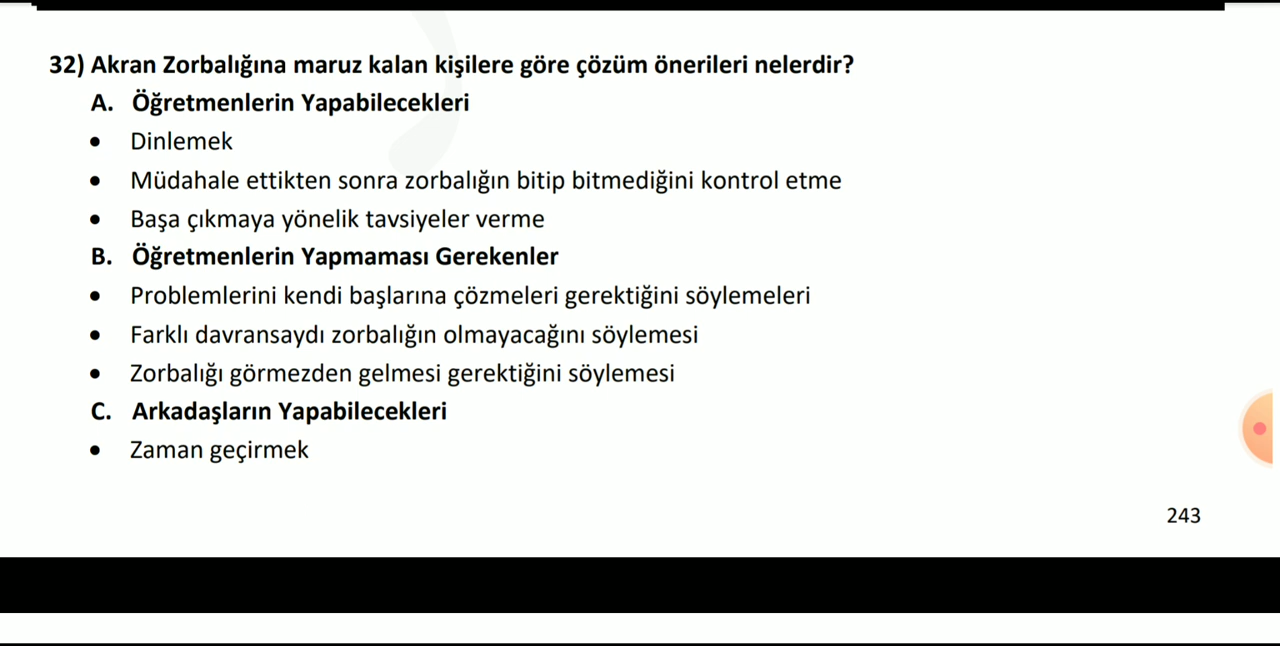 32) Akran Zorbalığına maruz kalan kişilere göre çözüm önerileri nelerdir?
A. Öğretmenlerin Yapabilecekleri
• Dinlemek
• Müdahale ettikten sonra zorbalığın bitip bitmediğini kontrol etme
• Başa çıkmaya yönelik tavsiyeler verme
B. Öğretmenlerin Yapmaması Gerekenler
• Problemlerini kendi başlarına çözmeleri gerektiğini söylemeleri
• Farklı davransaydı zorbalığın olmayacağını söylemesi
• Zorbalığı görmezden gelmesi gerektiğini söylemesi
C. Arkadaşların Yapabilecekleri
• Zaman geçirmek
243